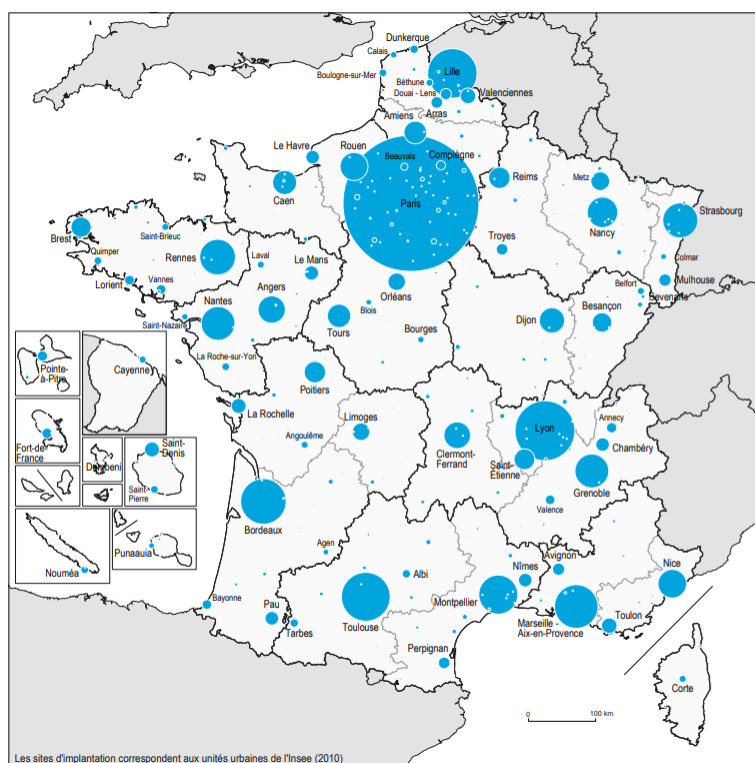 Dunkerque
Calais
Boulogne-sur-Mer
Lille
Béthune
Douai - Lens
Valenciennes
Arras
Amiens
Le Havre
Rouen
Beauvais
Compiègne
Caen
Paris
Reims
Metz
Nancy
Strasbourg
Brest
Saint-Brieuc
Quimper
Rennes
Laval
Le Mans
Troyes
Colmar
Mulhouse
Lorient
Vannes
Angers
Orléans
Belfort
Sevenans
Nantes
Saint-Nazaire
Blois
Tours
Bourges
Dijon
Besançon
La Roche-sur-Yon
Poitiers
Pointe-
à-Pitre
Cayenne
La Rochelle
Limoges
Angoulême
Clermont-
Ferrand
Lyon
Saint-
Étienne
Annecy
Chambéry
Grenoble
Valence
Fort-de-
France
Dembeni
Saint-
Denis
Saint-
Pierre
Bordeaux
Nouméa
Punaauia
Agen
Albi
Bayonne
Pau
Tarbes
Toulouse
Montpellier
Nîmes
Avignon
Marseille -
Aix-en-Provence
Toulon
Nice
Perpignan
Corte
0
100 km
Les sites d'implantation correspondent aux unités urbaines de l'Insee (2010)